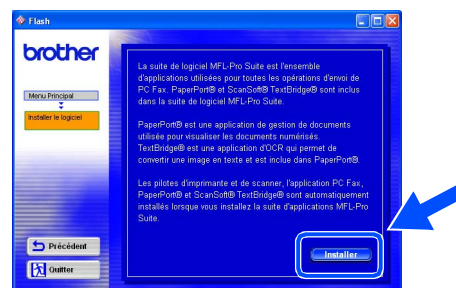 Flash
brother
Menu Principal
Installer le logiciel
La suite de logiciel MFL-Pro Suite est l'ensemble
d'applications utilisées pour toutes les opérations d'envoi de
PC Fax. PaperPort® et ScanSoft® TextBridge® sont inclus
dans la suite de logiciel MFL-Pro Suite.
PaperPort® est une application de gestion de documents
utilisée pour visualiser les documents numérisés.
TextBridge® est une application d'OCR qui permet de
convertir une image en texte et est incluse dans PaperPort®.
Les pilotes d'imprimante et de scanner, l'application PC Fax,
PaperPort® et ScanSoft® TextBridge® sont automatiquement
installés lorsque vous installez la suite d'applications MFL-Pro
Suite.
Précédent
Quitter
Installer